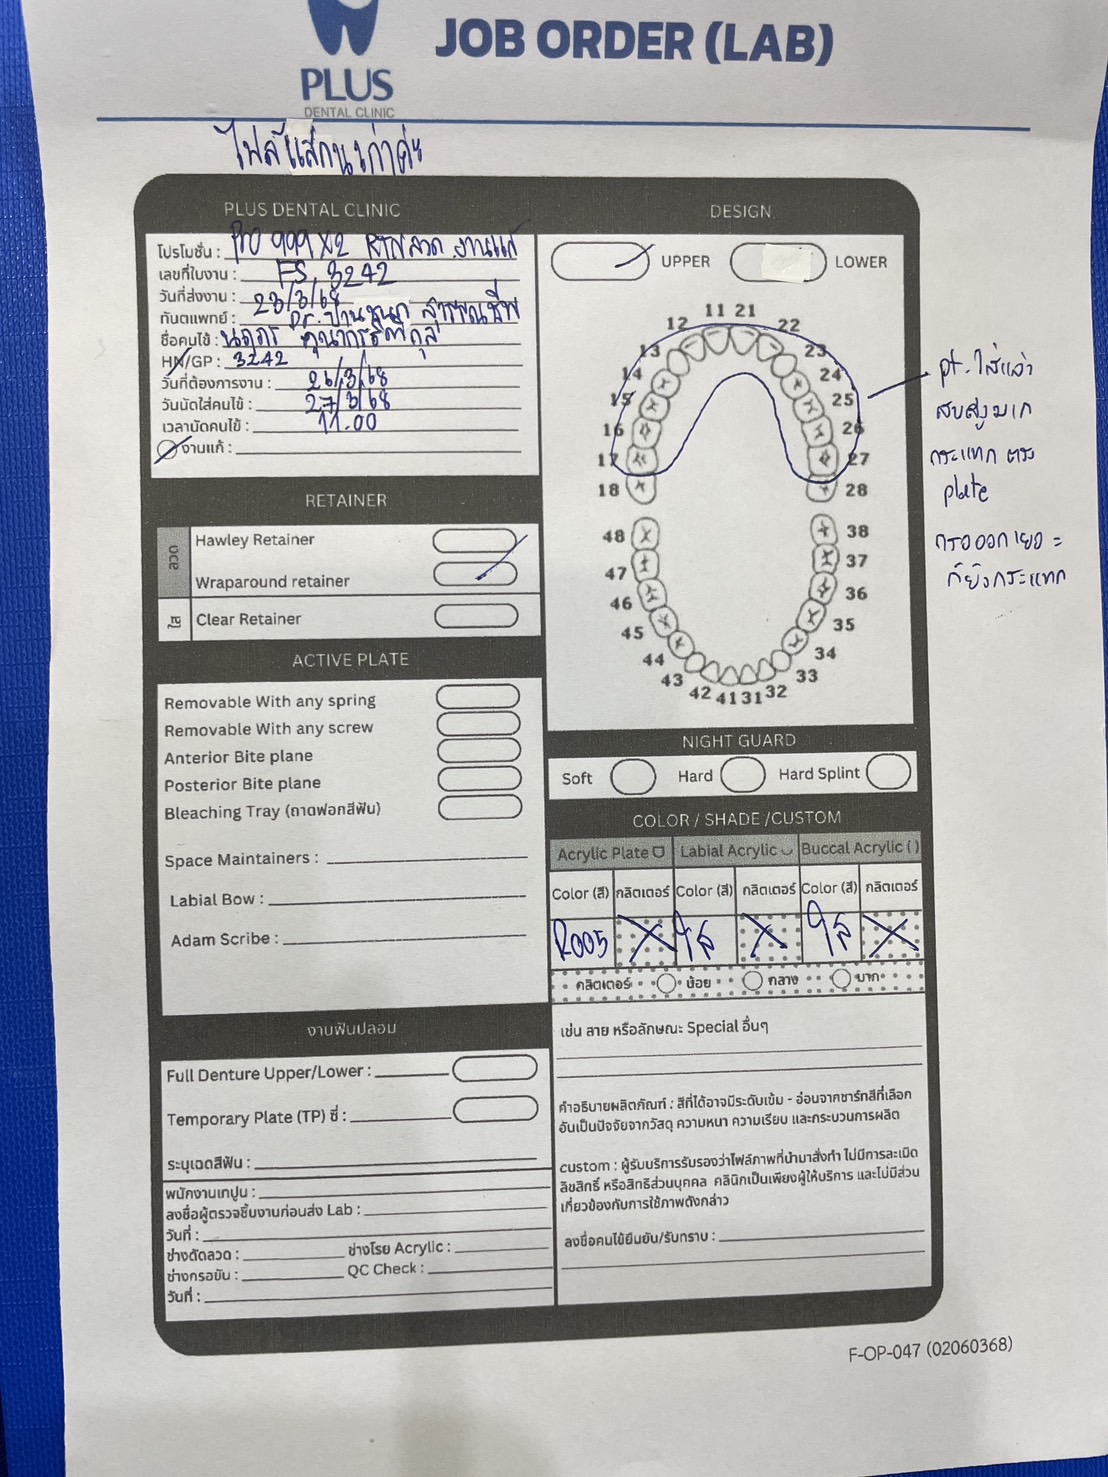 JOB ORDER (LAB)
PLUS
DENTAL CLINIC
ไฟล์แสกนเก่าค่ะ
PLUS DENTAL CLINIC
โปรโมชั่น : Pro 999 x2 RTN ลวด งานแก้
เลขที่ใบงาน : FS. 3242
วันที่ส่งงาน : 23/3/68
ทันตแพทย์ : Dr.
ชื่อคนไข้ :
HN/GP : 3242
วันที่ต้องการงาน : 26/3/68
วันนัดใส่คนไข้ : 27/3/68
เวลานัดคนไข้ : 11.00
งานแก้ :
DESIGN
UPPER
LOWER
11 21
12 22
13 23
14 24
15 25
16 26
17 27
18 28
48 38
47 37
46 36
45 35
44 34
43 33
42 41 31 32
pt. ใส่แล้ว
สบสูงมาก
กระแทก ตรง
plate
กรอออกเยอะ
ก็ยังกระแทก
RETAINER
ลวด
Hawley Retainer
Wraparound retainer
ใส
Clear Retainer
ACTIVE PLATE
Removable With any spring
Removable With any screw
Anterior Bite plane
Posterior Bite plane
Bleaching Tray (ถาดฟอกสีฟัน)
Space Maintainers :
Labial Bow :
Adam Scribe :
NIGHT GUARD
Soft Hard Hard Splint
COLOR / SHADE /CUSTOM
Acrylic Plate Labial Acrylic Buccal Acrylic ( )
Color (สี) กลิตเตอร์ Color (สี) กลิตเตอร์ Color (สี) กลิตเตอร์
R005 X ใส X ใส X
กลิตเตอร์ น้อย กลาง มาก
เช่น ลาย หรือลักษณะ Special อื่นๆ
คำอธิบายผลิตภัณฑ์ : สีที่ได้อาจมีระดับเข้ม - อ่อนจากชาร์ทสีที่เลือก
อันเป็นปัจจัยจากวัสดุ ความหนา ความเรียบ และกระบวนการผลิต
custom : ผู้รับบริการรับรองว่าไฟล์ภาพที่นำมาสั่งทำ ไม่มีการละเมิด
ลิขสิทธิ์ หรือสิทธิส่วนบุคคล คลินิกเป็นเพียงผู้ให้บริการ และไม่มีส่วน
เกี่ยวข้องกับการใช้ภาพดังกล่าว
ลงชื่อคนไข้ยืนยัน/รับทราบ :
งานฟันปลอม
Full Denture Upper/Lower :
Temporary Plate (TP) ซี่ :
ระบุเฉดสีฟัน :
พนักงานเทปูน :
ลงชื่อผู้ตรวจชิ้นงานก่อนส่ง Lab :
วันที่ :
ช่างดัดลวด : ช่างโรย Acrylic :
ช่างกรอขัด : QC Check :
วันที่ :
F-OP-047 (02060368)